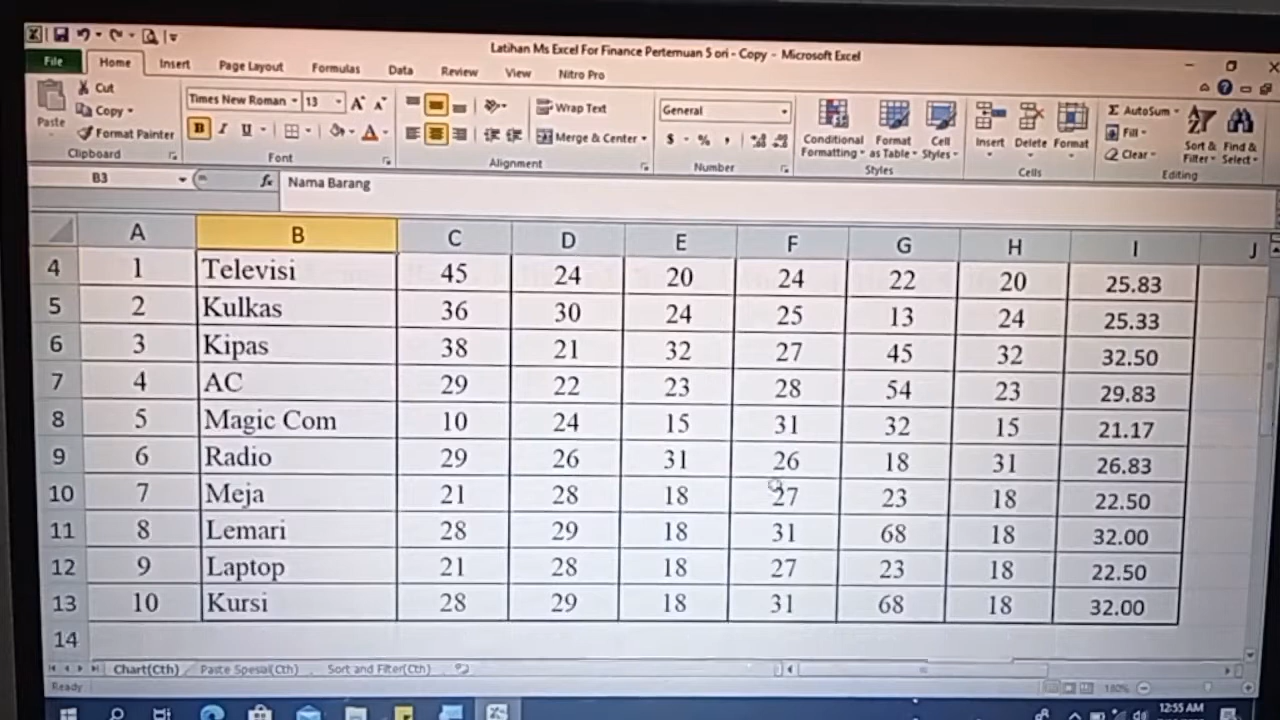 Latihan Ms Excel For Finance Pertemuan 5 ori - Copy - Microsoft Excel
File Home Insert Page Layout Formulas Data Review View Nitro Pro
Paste
Cut
Copy
Format Painter
Clipboard
Times New Roman 13
B I U
Font
Wrap Text
Merge & Center
Alignment
General
$ % ,
Number
Conditional Formatting
Format as Table
Cell Styles
Styles
Insert Delete Format
Cells
Σ AutoSum
Fill
Clear
Sort & Filter
Find & Select
Editing
B3 fx Nama Barang
A B C D E F G H I J
4 1 Televisi 45 24 20 24 22 20 25.83
5 2 Kulkas 36 30 24 25 13 24 25.33
6 3 Kipas 38 21 32 27 45 32 32.50
7 4 AC 29 22 23 28 54 23 29.83
8 5 Magic Com 10 24 15 31 32 15 21.17
9 6 Radio 29 26 31 26 18 31 26.83
10 7 Meja 21 28 18 27 23 18 22.50
11 8 Lemari 28 29 18 31 68 18 32.00
12 9 Laptop 21 28 18 27 23 18 22.50
13 10 Kursi 28 29 18 31 68 18 32.00
14
Chart(Cth) Paste Spesial(Cth) Sort and Filter(Cth)
Ready 180%
12:55 AM